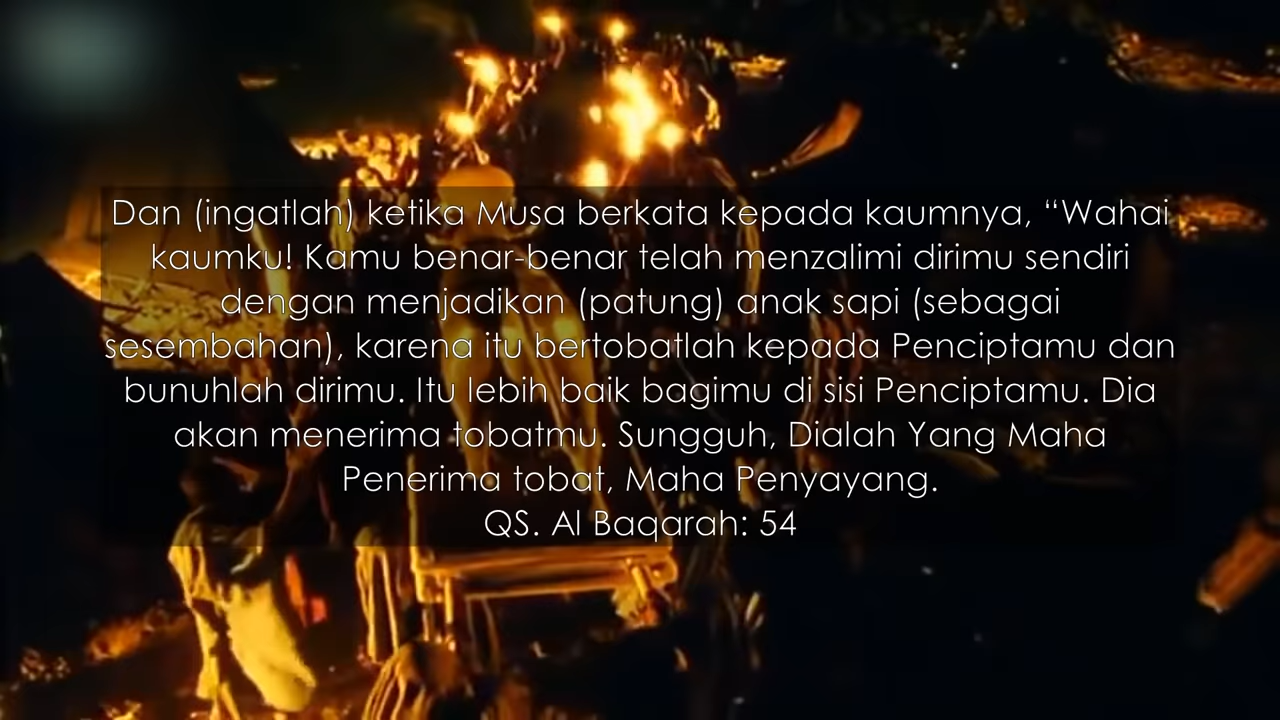 Dan (ingatlah) ketika Musa berkata kepada kaumnya, “Wahai
kaumku! Kamu benar-benar telah menzalimi dirimu sendiri
dengan menjadikan (patung) anak sapi (sebagai
sesembahan), karena itu bertobatlah kepada Penciptamu dan
bunuhlah dirimu. Itu lebih baik bagimu di sisi Penciptamu. Dia
akan menerima tobatmu. Sungguh, Dialah Yang Maha
Penerima tobat, Maha Penyayang.
QS. Al Baqarah: 54